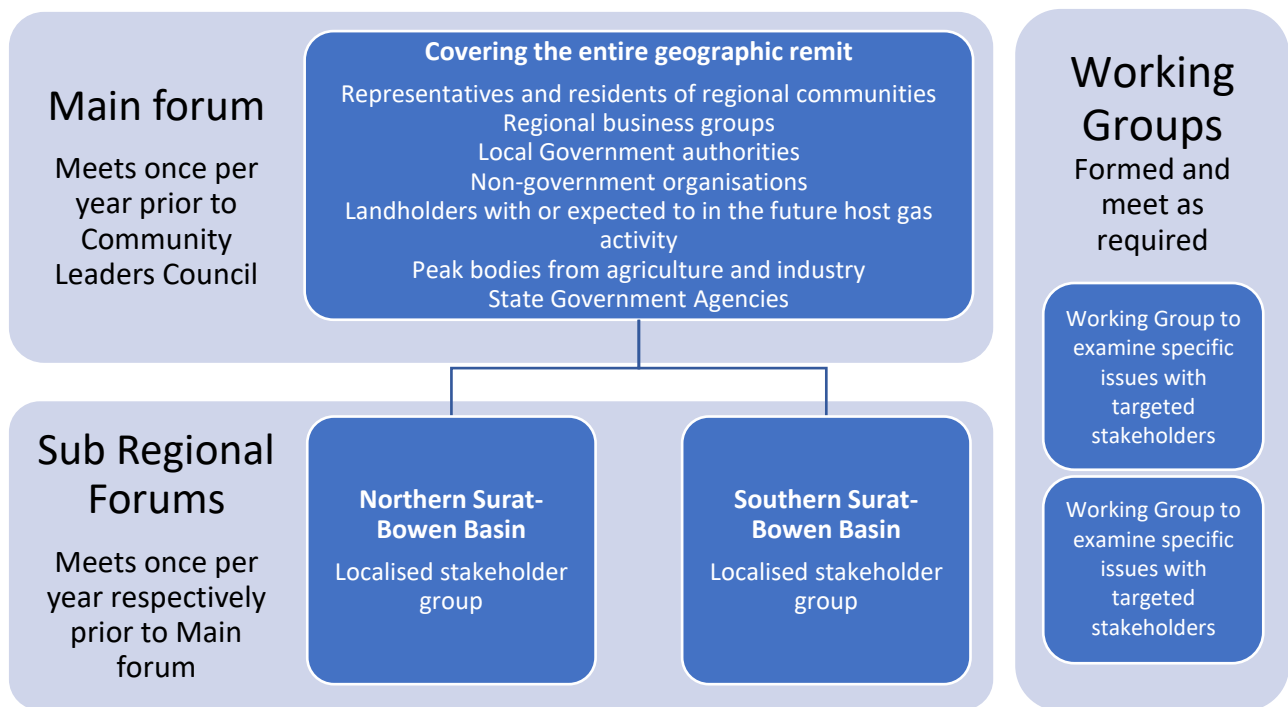 Main forum
Meets once per
year prior to
Community
Leaders Council
Covering the entire geographic remit
Representatives and residents of regional communities
Regional business groups
Local Government authorities
Non-government organisations
Landholders with or expected to in the future host gas
activity
Peak bodies from agriculture and industry
State Government Agencies
Sub Regional
Forums
Meets once per
year respectively
prior to Main
forum
Northern Surat-
Bowen Basin
Localised stakeholder
group
Southern Surat-
Bowen Basin
Localised stakeholder
group
Working
Groups
Formed and
meet as
required
Working Group to
examine specific
issues with
targeted
stakeholders
Working Group to
examine specific
issues with
targeted
stakeholders